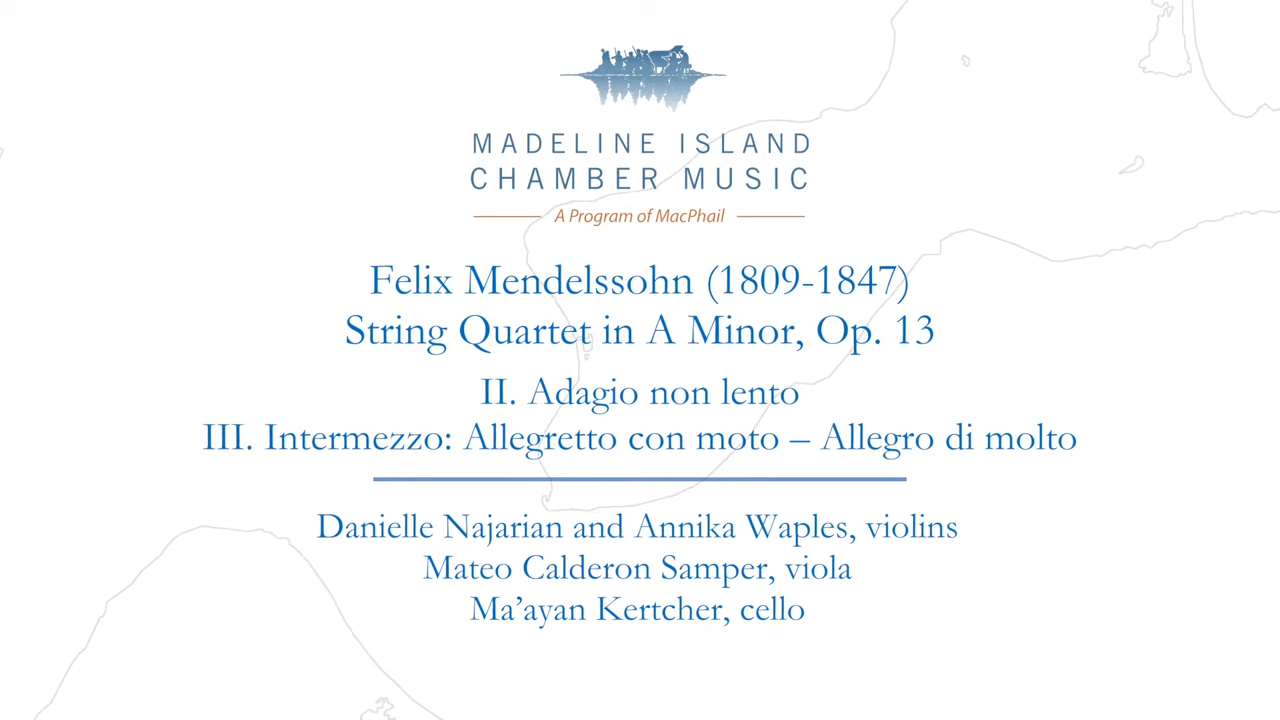 MADELINE ISLAND
CHAMBER MUSIC
A Program of MacPhail
Felix Mendelssohn (1809-1847)
String Quartet in A Minor, Op. 13
II. Adagio non lento
III. Intermezzo: Allegretto con moto – Allegro di molto
Danielle Najarian and Annika Waples, violins
Mateo Calderon Samper, viola
Ma’ayan Kertcher, cello